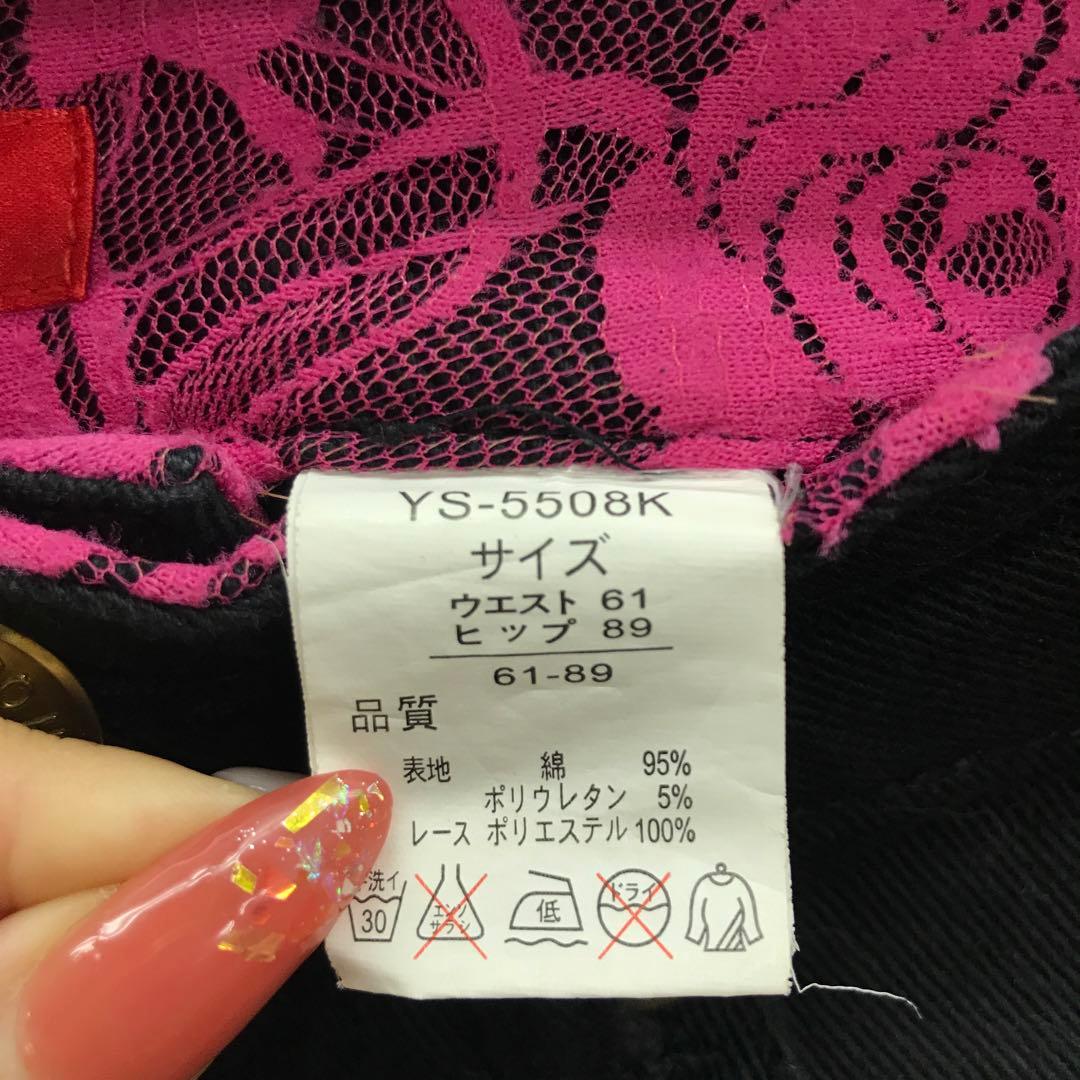 YS-5508K
サイズ
ウエスト 61
ヒップ 89
61-89
品質
表地 綿 95%
ポリウレタン 5%
レース ポリエステル 100%
洗イ
30
エンソ
サラシ
低
ドライ